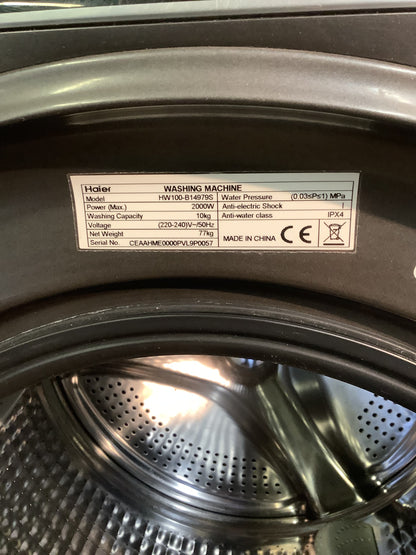 Haier WASHING MACHINE
Model HW100-B14979S Water Pressure (0.03≤P≤1) MPa
Power (Max.) 2000W Anti-electric Shock I
Washing Capacity 10kg Anti-water class IPX4
Voltage (220-240)V~/50Hz
Net Weight 77kg MADE IN CHINA CE
Serial No. CEAAHME0000PVL9P0057